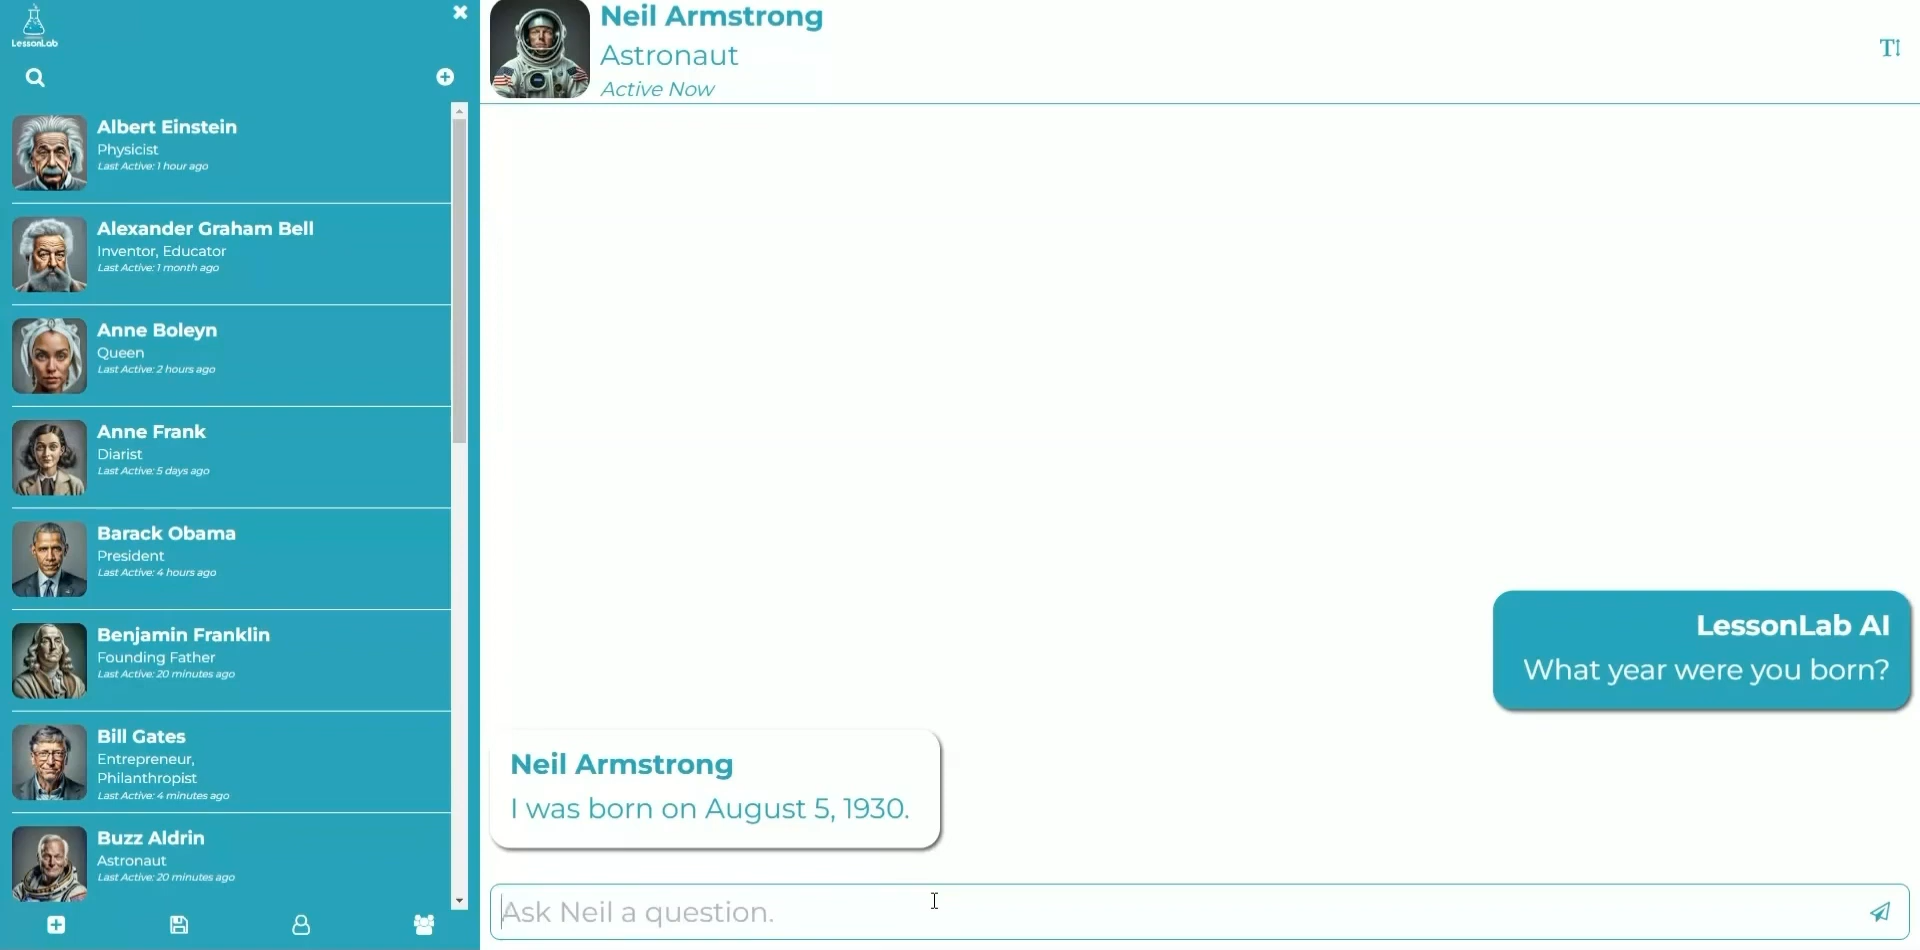 LessonLab
Albert Einstein
Physicist
Last Active: 1 hour ago
Alexander Graham Bell
Inventor, Educator
Last Active: 1 month ago
Anne Boleyn
Queen
Last Active: 2 hours ago
Anne Frank
Diarist
Last Active: 5 days ago
Barack Obama
President
Last Active: 4 hours ago
Benjamin Franklin
Founding Father
Last Active: 20 minutes ago
Bill Gates
Entrepreneur,
Philanthropist
Last Active: 4 minutes ago
Buzz Aldrin
Astronaut
Last Active: 20 minutes ago
Neil Armstrong
Astronaut
Active Now
LessonLab AI
What year were you born?
Neil Armstrong
I was born on August 5, 1930.
Ask Neil a question.